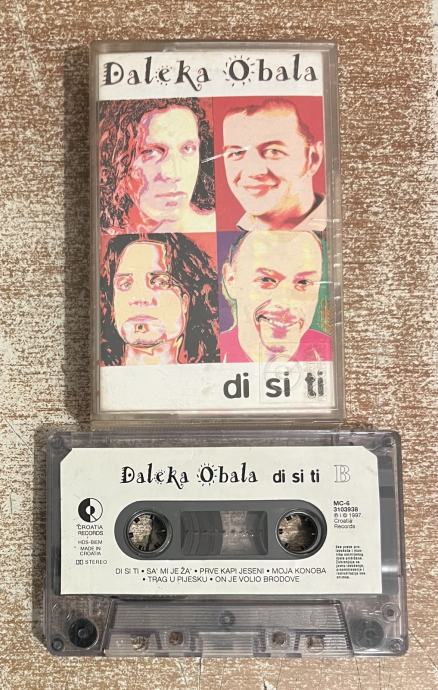 Daleka Obala
di si ti
Daleka Obala di si ti B
CROATIA
RECORDS
HDS-BIEM
MADE IN
CROATIA
DD STEREO
MC-6
3103938
℗ i © 1997.
Croatia
Records
DI SI TI • SA' MI JE ŽA' • PRVE KAPI JESENI • MOJA KONOBA
• TRAG U PIJESKU • ON JE VOLIO BRODOVE